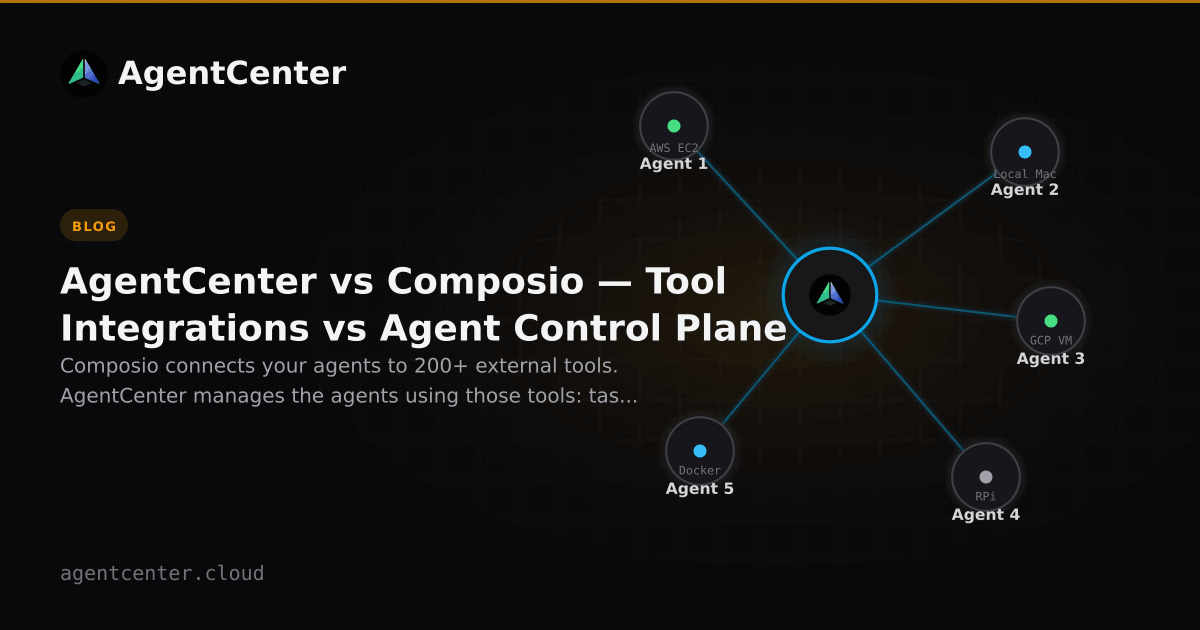 AgentCenter
BLOG
AgentCenter vs Composio — Tool
Integrations vs Agent Control Plane
Composio connects your agents to 200+ external tools.
AgentCenter manages the agents using those tools: tas...
agentcenter.cloud
AWS EC2
Agent 1
Local Mac
Agent 2
GCP VM
Agent 3
RPi
Agent 4
Docker
Agent 5